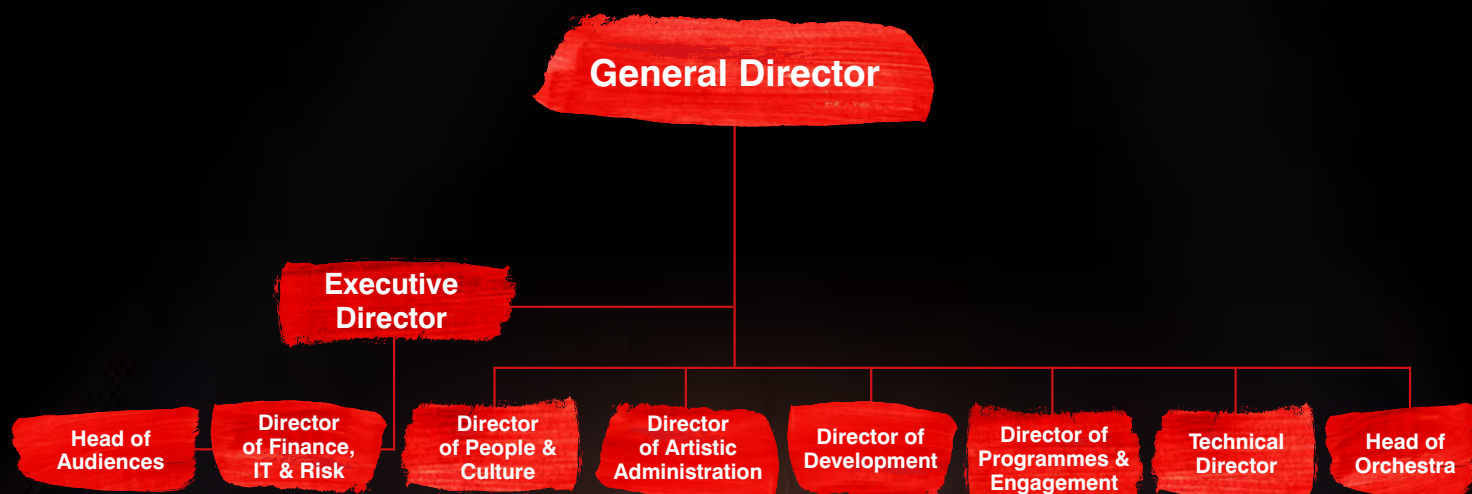 General Director
Executive
Director
Head of
Audiences
Director
of Finance,
IT & Risk
Director
of People &
Culture
Director
of Artistic
Administration
Director of
Development
Director of
Programmes &
Engagement
Technical
Director
Head of
Orchestra